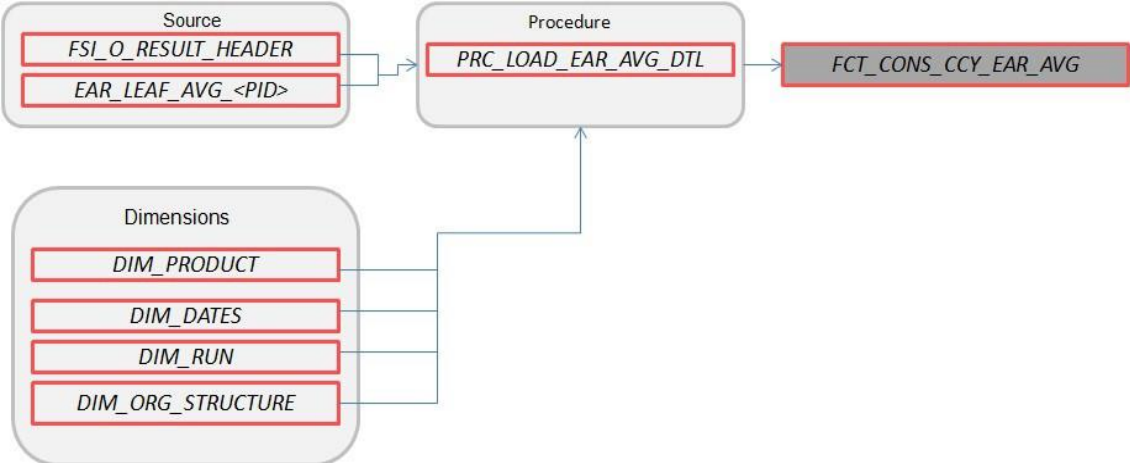 Source
FSI_O_RESULT_HEADER
EAR_LEAF_AVG_<PID>
Procedure
PRC_LOAD_EAR_AVG_DTL
FCT_CONS_CCY_EAR_AVG
Dimensions
DIM_PRODUCT
DIM_DATES
DIM_RUN
DIM_ORG_STRUCTURE